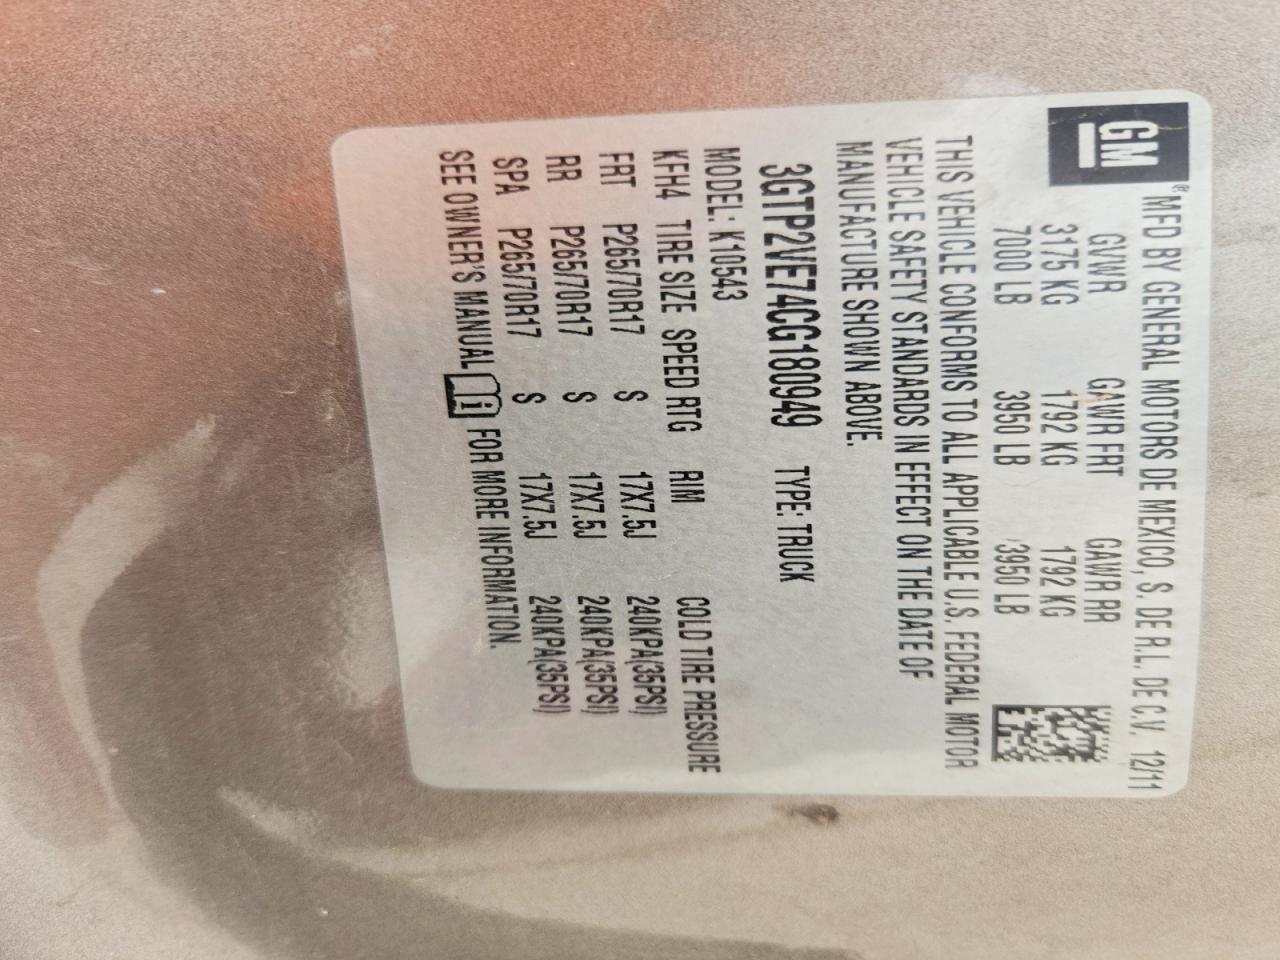 GM ® MFD BY GENERAL MOTORS DE MEXICO, S. DE R.L. DE C.V. 12/11
GVWR GAWR FRT GAWR RR
3175 KG 1792 KG 1792 KG
7000 LB 3950 LB 3950 LB
THIS VEHICLE CONFORMS TO ALL APPLICABLE U.S. FEDERAL MOTOR
VEHICLE SAFETY STANDARDS IN EFFECT ON THE DATE OF
MANUFACTURE SHOWN ABOVE.
3GTP2VE74CG180949 TYPE: TRUCK
MODEL: K10543
KFH4 TIRE SIZE SPEED RTG RIM COLD TIRE PRESSURE
FRT P265/70R17 S 17X7.5J 240KPA(35PSI)
RR P265/70R17 S 17X7.5J 240KPA(35PSI)
SPA P265/70R17 S 17X7.5J 240KPA(35PSI)
SEE OWNER'S MANUAL i FOR MORE INFORMATION.